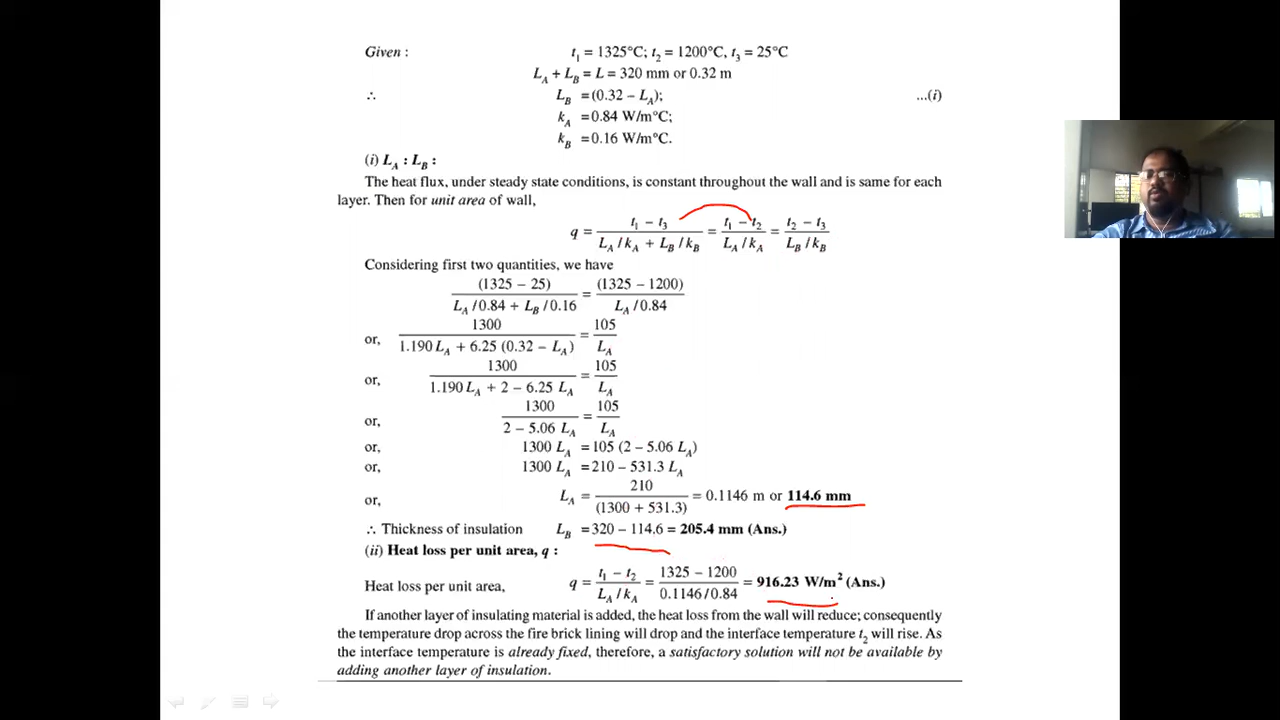 Given : t₁ = 1325°C; t₂ = 1200°C, t₃ = 25°C
L_A + L_B = L = 320 mm or 0.32 m
∴ L_B = (0.32 – L_A); ...(i)
k_A = 0.84 W/m°C;
k_B = 0.16 W/m°C.
(i) L_A : L_B :
The heat flux, under steady state conditions, is constant throughout the wall and is same for each
layer. Then for unit area of wall,
q = (t₁ – t₃)/(L_A/k_A + L_B/k_B) = (t₁ – t₂)/(L_A/k_A) = (t₂ – t₃)/(L_B/k_B)
Considering first two quantities, we have
(1325 – 25)/(L_A/0.84 + L_B/0.16) = (1325 – 1200)/(L_A/0.84)
or, 1300/(1.190 L_A + 6.25 (0.32 – L_A)) = 105/L_A
or, 1300/(1.190 L_A + 2 – 6.25 L_A) = 105/L_A
or, 1300/(2 – 5.06 L_A) = 105/L_A
or, 1300 L_A = 105 (2 – 5.06 L_A)
or, 1300 L_A = 210 – 531.3 L_A
or, L_A = 210/(1300 + 531.3) = 0.1146 m or 114.6 mm
∴ Thickness of insulation L_B = 320 – 114.6 = 205.4 mm (Ans.)
(ii) Heat loss per unit area, q :
Heat loss per unit area, q = (t₁ – t₂)/(L_A/k_A) = (1325 – 1200)/(0.1146/0.84) = 916.23 W/m² (Ans.)
If another layer of insulating material is added, the heat loss from the wall will reduce; consequently
the temperature drop across the fire brick lining will drop and the interface temperature t₂ will rise. As
the interface temperature is already fixed, therefore, a satisfactory solution will not be available by
adding another layer of insulation.